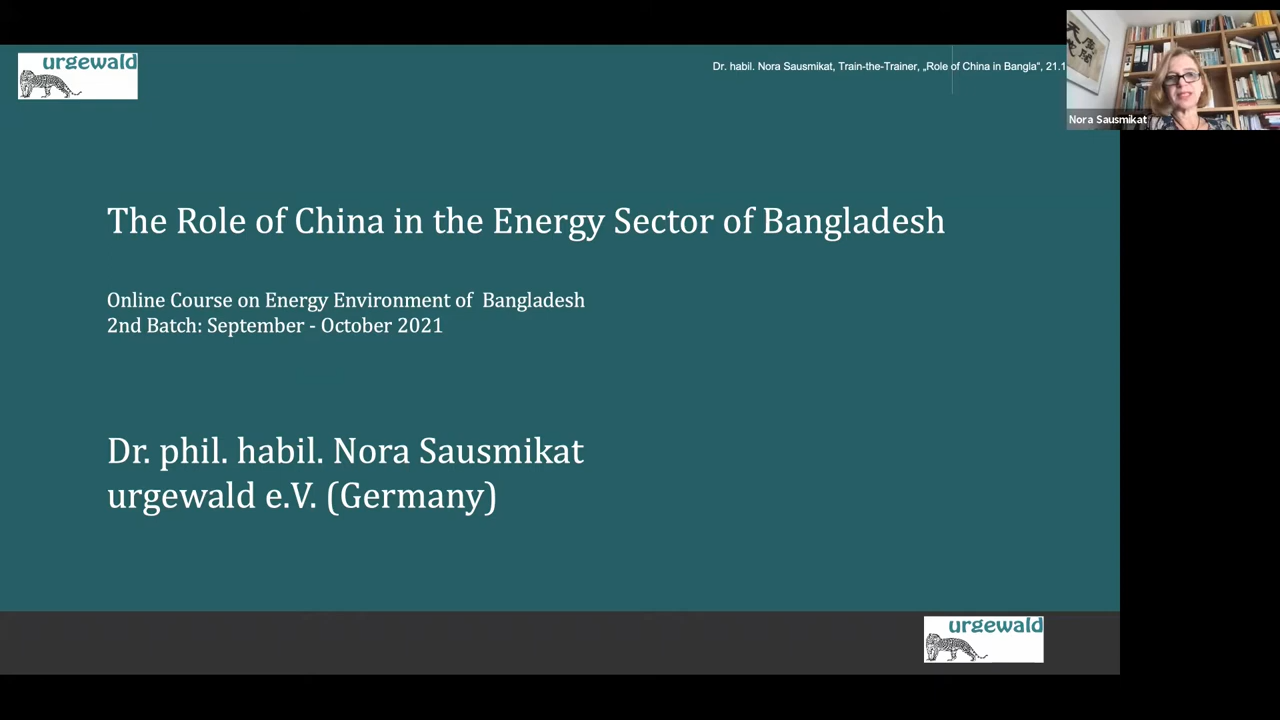 urgewald
Dr. habil. Nora Sausmikat, Train-the-Trainer, „Role of China in Bangla“, 21.1
Nora Sausmikat
The Role of China in the Energy Sector of Bangladesh
Online Course on Energy Environment of Bangladesh
2nd Batch: September - October 2021
Dr. phil. habil. Nora Sausmikat
urgewald e.V. (Germany)
urgewald